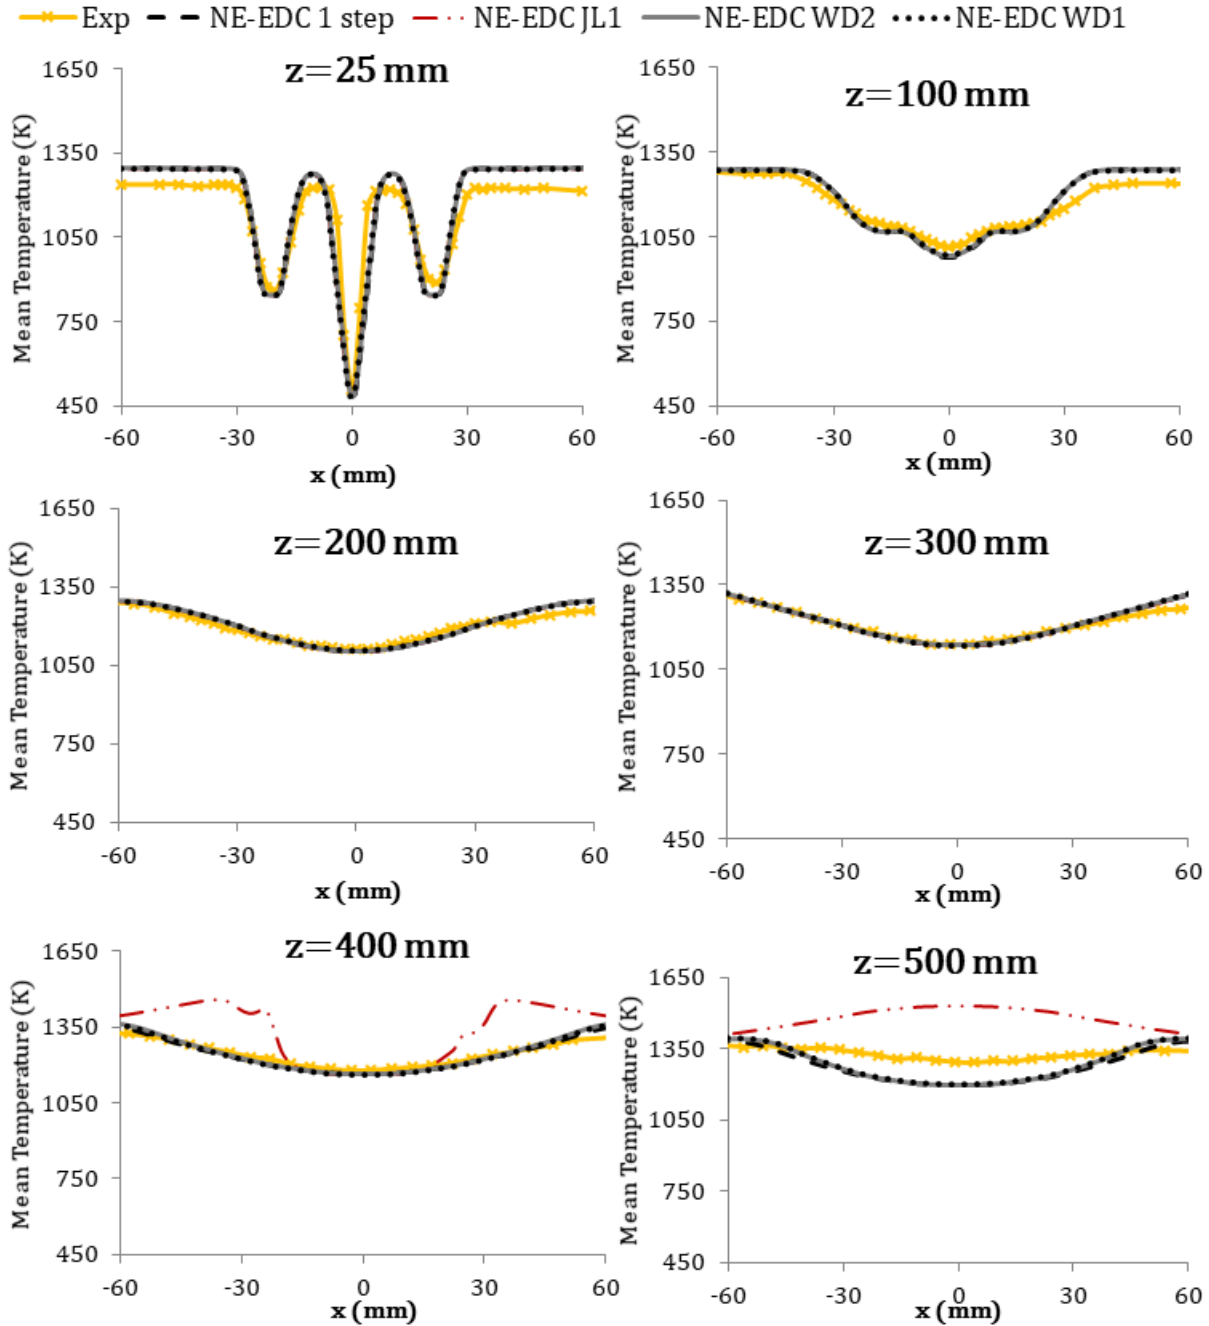 Exp NE-EDC 1 step NE-EDC JL1 NE-EDC WD2 NE-EDC WD1
z=25 mm
Mean Temperature (K)
1650
1350
1050
750
450
-60 -30 0 30 60
x (mm)
z=100 mm
Mean Temperature (K)
1650
1350
1050
750
450
-60 -30 0 30 60
x (mm)
z=200 mm
Mean Temperature (K)
1650
1350
1050
750
450
-60 -30 0 30 60
x (mm)
z=300 mm
Mean Temperature (K)
1650
1350
1050
750
450
-60 -30 0 30 60
x (mm)
z=400 mm
Mean Temperature (K)
1650
1350
1050
750
450
-60 -30 0 30 60
x (mm)
z=500 mm
Mean Temperature (K)
1650
1350
1050
750
450
-60 -30 0 30 60
x (mm)